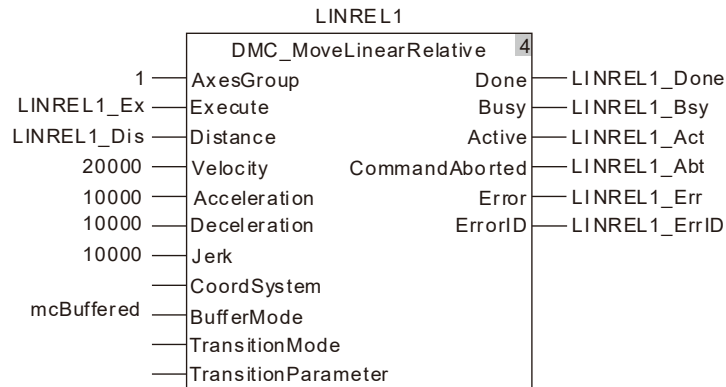 LINREL1
DMC_MoveLinearRelative 4
1 AxesGroup Done LINREL1_Done
LINREL1_Ex Execute Busy LINREL1_Bsy
LINREL1_Dis Distance Active LINREL1_Act
20000 Velocity CommandAborted LINREL1_Abt
10000 Acceleration Error LINREL1_Err
10000 Deceleration ErrorID LINREL1_ErrID
10000 Jerk
CoordSystem
mcBuffered BufferMode
TransitionMode
TransitionParameter